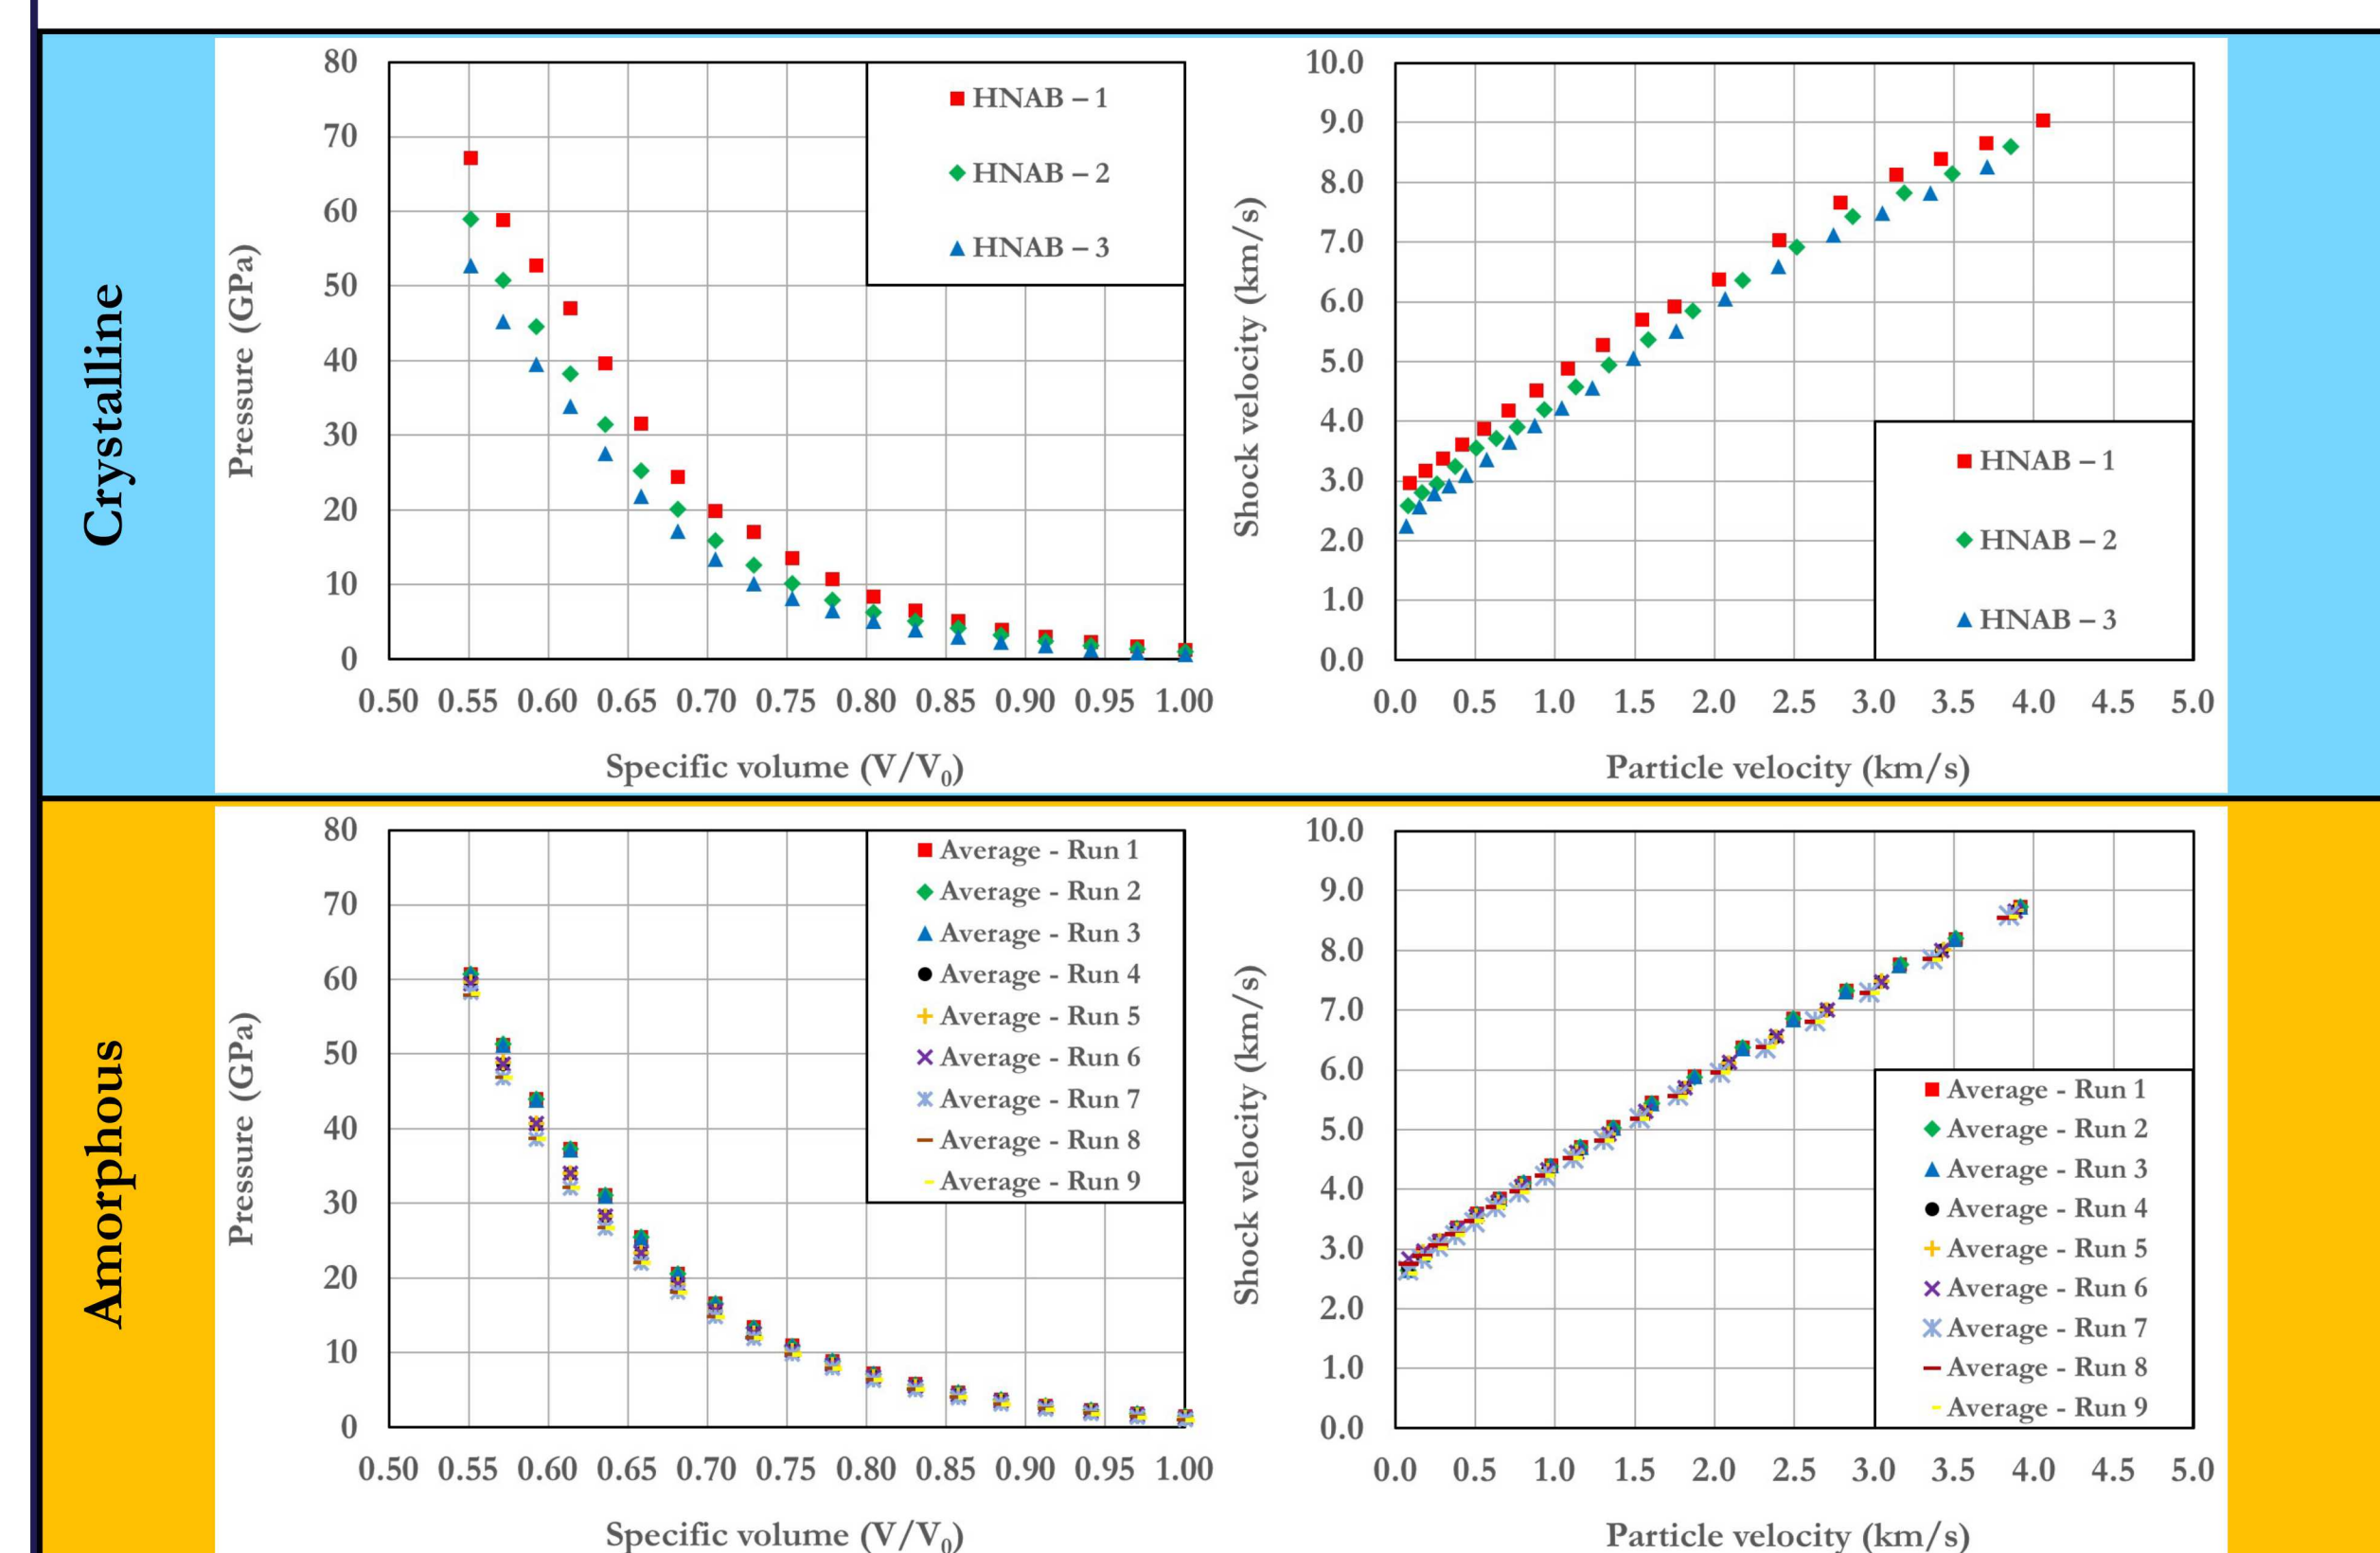 Crystalline
80
70
60
50
40
30
20
10
0
Pressure (GPa)
HNAB – 1
HNAB – 2
HNAB – 3
0.50 0.55 0.60 0.65 0.70 0.75 0.80 0.85 0.90 0.95 1.00
Specific volume (V/V₀)
10.0
9.0
8.0
7.0
6.0
5.0
4.0
3.0
2.0
1.0
0.0
Shock velocity (km/s)
HNAB – 1
HNAB – 2
HNAB – 3
0.0 0.5 1.0 1.5 2.0 2.5 3.0 3.5 4.0 4.5 5.0
Particle velocity (km/s)
Amorphous
80
70
60
50
40
30
20
10
0
Pressure (GPa)
Average - Run 1
Average - Run 2
Average - Run 3
Average - Run 4
Average - Run 5
Average - Run 6
Average - Run 7
Average - Run 8
Average - Run 9
0.50 0.55 0.60 0.65 0.70 0.75 0.80 0.85 0.90 0.95 1.00
Specific volume (V/V₀)
10.0
9.0
8.0
7.0
6.0
5.0
4.0
3.0
2.0
1.0
0.0
Shock velocity (km/s)
Average - Run 1
Average - Run 2
Average - Run 3
Average - Run 4
Average - Run 5
Average - Run 6
Average - Run 7
Average - Run 8
Average - Run 9
0.0 0.5 1.0 1.5 2.0 2.5 3.0 3.5 4.0 4.5 5.0
Particle velocity (km/s)